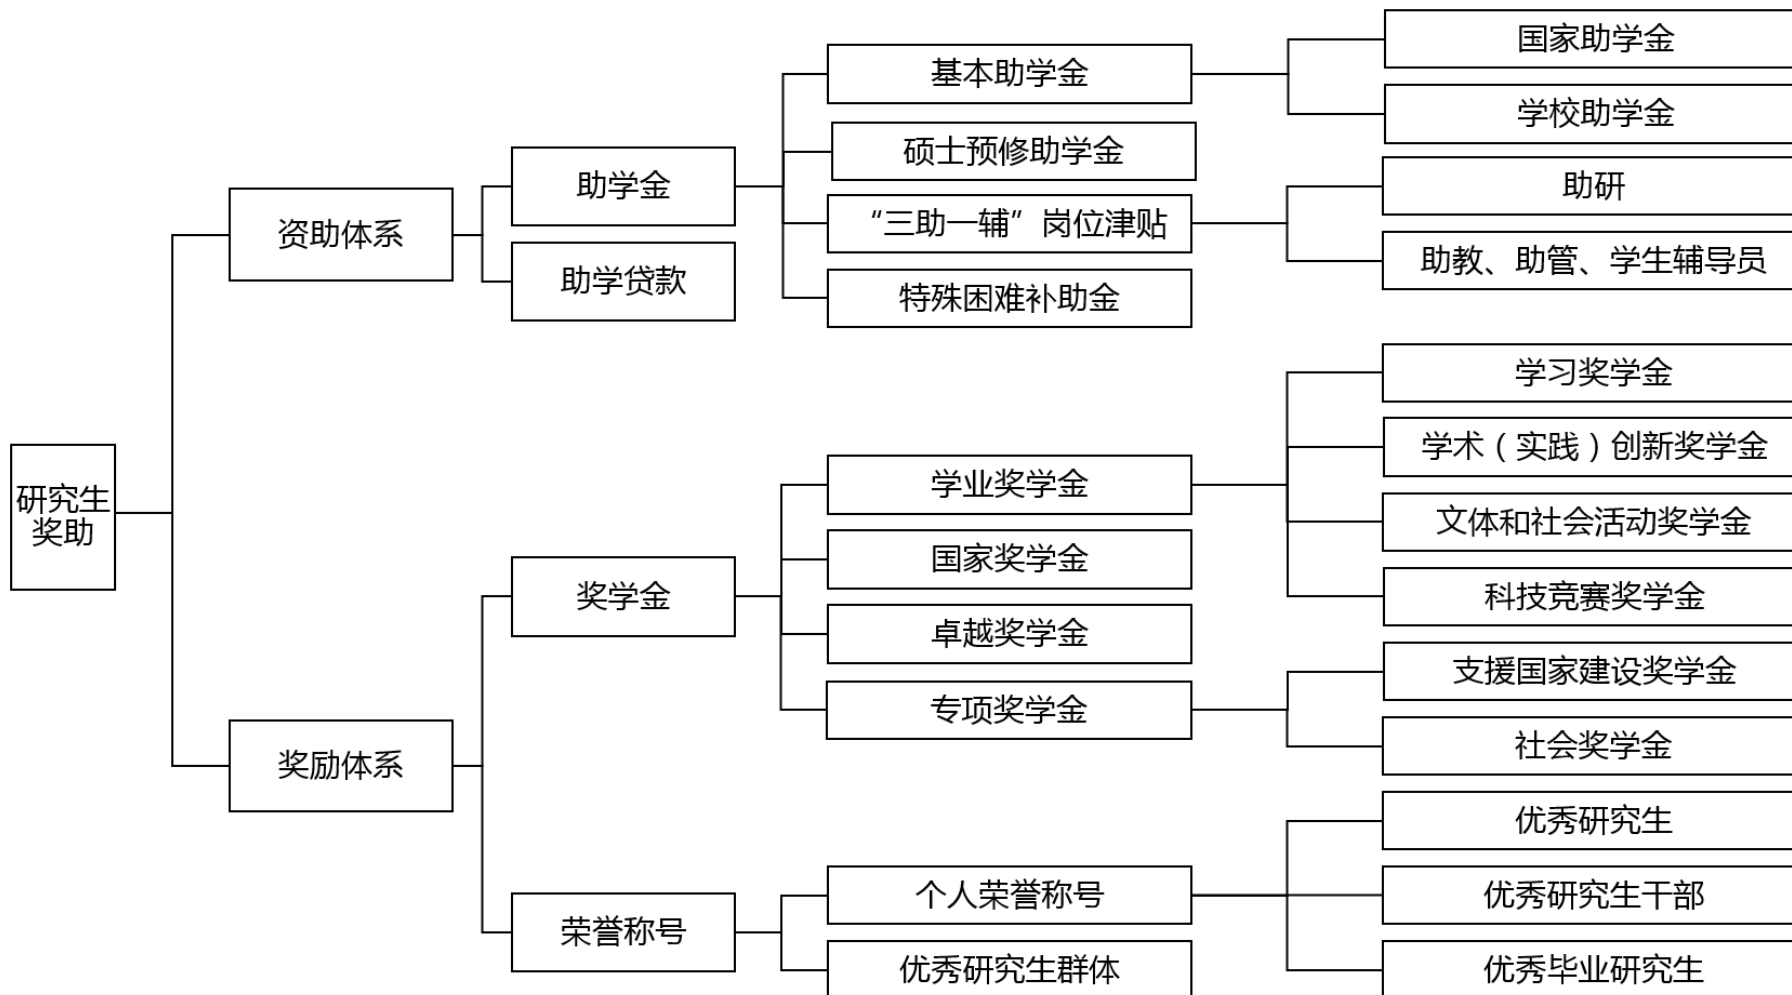 研究生
奖助
资助体系
助学金
助学贷款
基本助学金
硕士预修助学金
“三助一辅”岗位津贴
特殊困难补助金
国家助学金
学校助学金
助研
助教、助管、学生辅导员
奖励体系
奖学金
荣誉称号
学业奖学金
国家奖学金
卓越奖学金
专项奖学金
学习奖学金
学术（实践）创新奖学金
文体和社会活动奖学金
科技竞赛奖学金
支援国家建设奖学金
社会奖学金
个人荣誉称号
优秀研究生群体
优秀研究生
优秀研究生干部
优秀毕业研究生